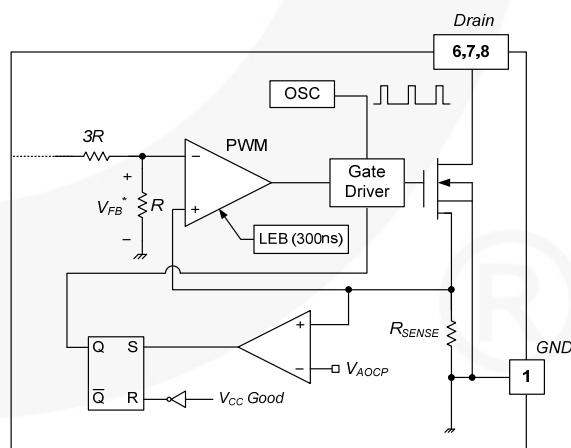 Drain
6,7,8
OSC
3R
PWM
−
+
Gate
Driver
+
V_FB*
R
−
LEB (300ns)
R_SENSE
GND
1
+
−
V_AOCP
Q
S
Q̅
R
V_CC Good
®